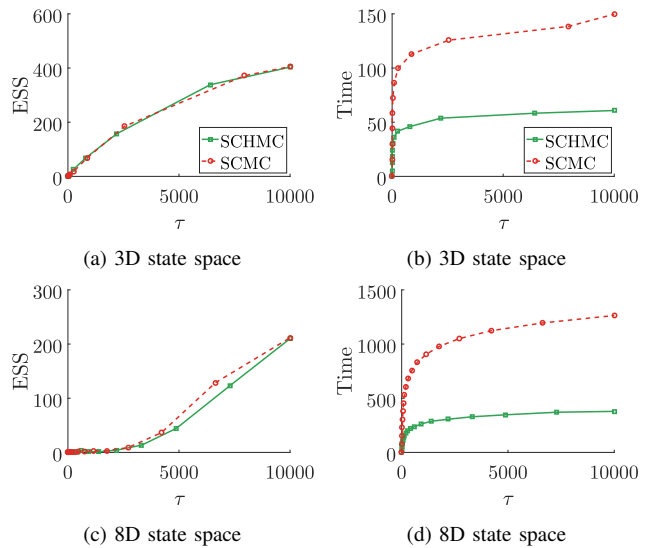 600
400
200
0
ESS
SCHMC
SCMC
0 5000 10000
τ
(a) 3D state space
150
100
50
0
Time
SCHMC
SCMC
0 5000 10000
τ
(b) 3D state space
300
200
100
0
ESS
0 5000 10000
τ
(c) 8D state space
1500
1000
500
0
Time
0 5000 10000
τ
(d) 8D state space